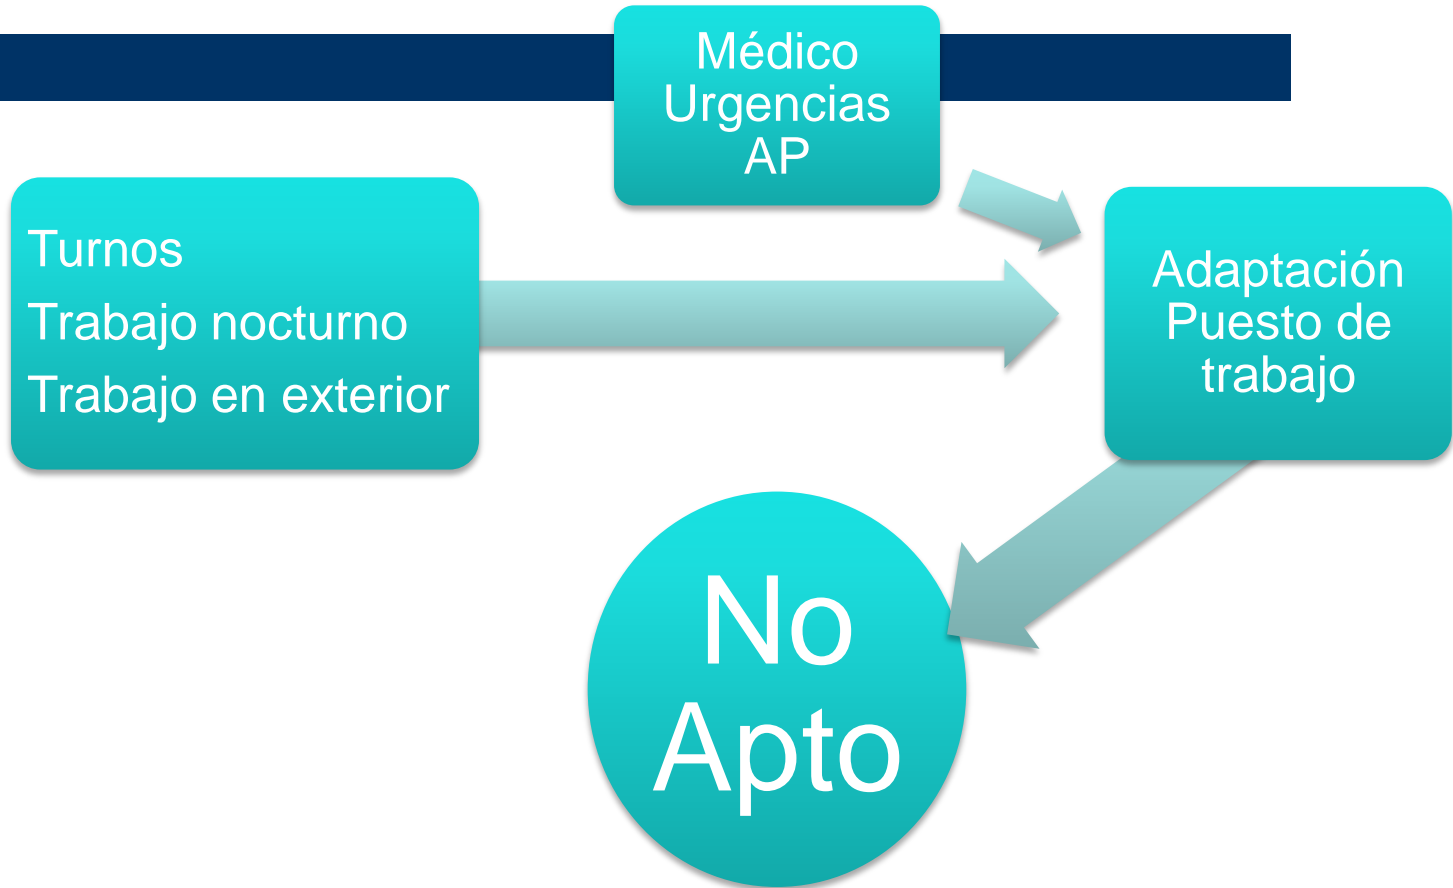 Médico
Urgencias
AP
Turnos
Trabajo nocturno
Trabajo en exterior
Adaptación
Puesto de
trabajo
No
Apto